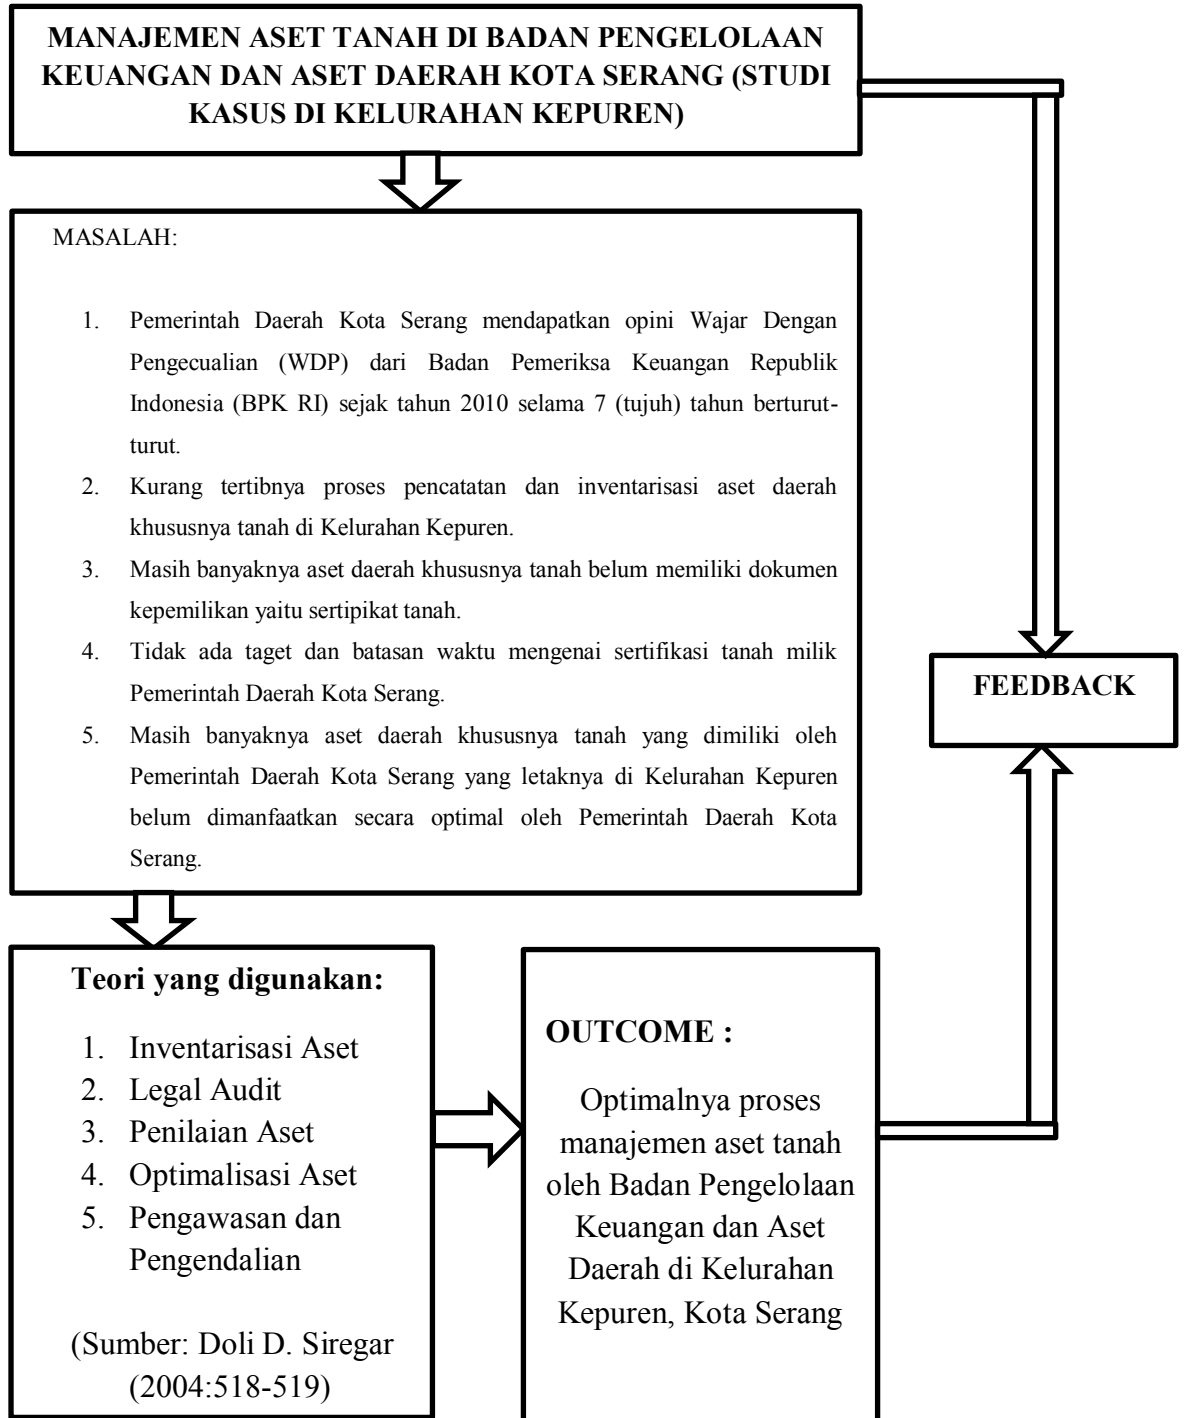 MANAJEMEN ASET TANAH DI BADAN PENGELOLAAN
KEUANGAN DAN ASET DAERAH KOTA SERANG (STUDI
KASUS DI KELURAHAN KEPUREN)
MASALAH:
1. Pemerintah Daerah Kota Serang mendapatkan opini Wajar Dengan
Pengecualian (WDP) dari Badan Pemeriksa Keuangan Republik
Indonesia (BPK RI) sejak tahun 2010 selama 7 (tujuh) tahun berturut-
turut.
2. Kurang tertibnya proses pencatatan dan inventarisasi aset daerah
khususnya tanah di Kelurahan Kepuren.
3. Masih banyaknya aset daerah khususnya tanah belum memiliki dokumen
kepemilikan yaitu sertipikat tanah.
4. Tidak ada taget dan batasan waktu mengenai sertifikasi tanah milik
Pemerintah Daerah Kota Serang.
5. Masih banyaknya aset daerah khususnya tanah yang dimiliki oleh
Pemerintah Daerah Kota Serang yang letaknya di Kelurahan Kepuren
belum dimanfaatkan secara optimal oleh Pemerintah Daerah Kota
Serang.
FEEDBACK
Teori yang digunakan:
1. Inventarisasi Aset
2. Legal Audit
3. Penilaian Aset
4. Optimalisasi Aset
5. Pengawasan dan
Pengendalian
(Sumber: Doli D. Siregar
(2004:518-519)
OUTCOME :
Optimalnya proses
manajemen aset tanah
oleh Badan Pengelolaan
Keuangan dan Aset
Daerah di Kelurahan
Kepuren, Kota Serang